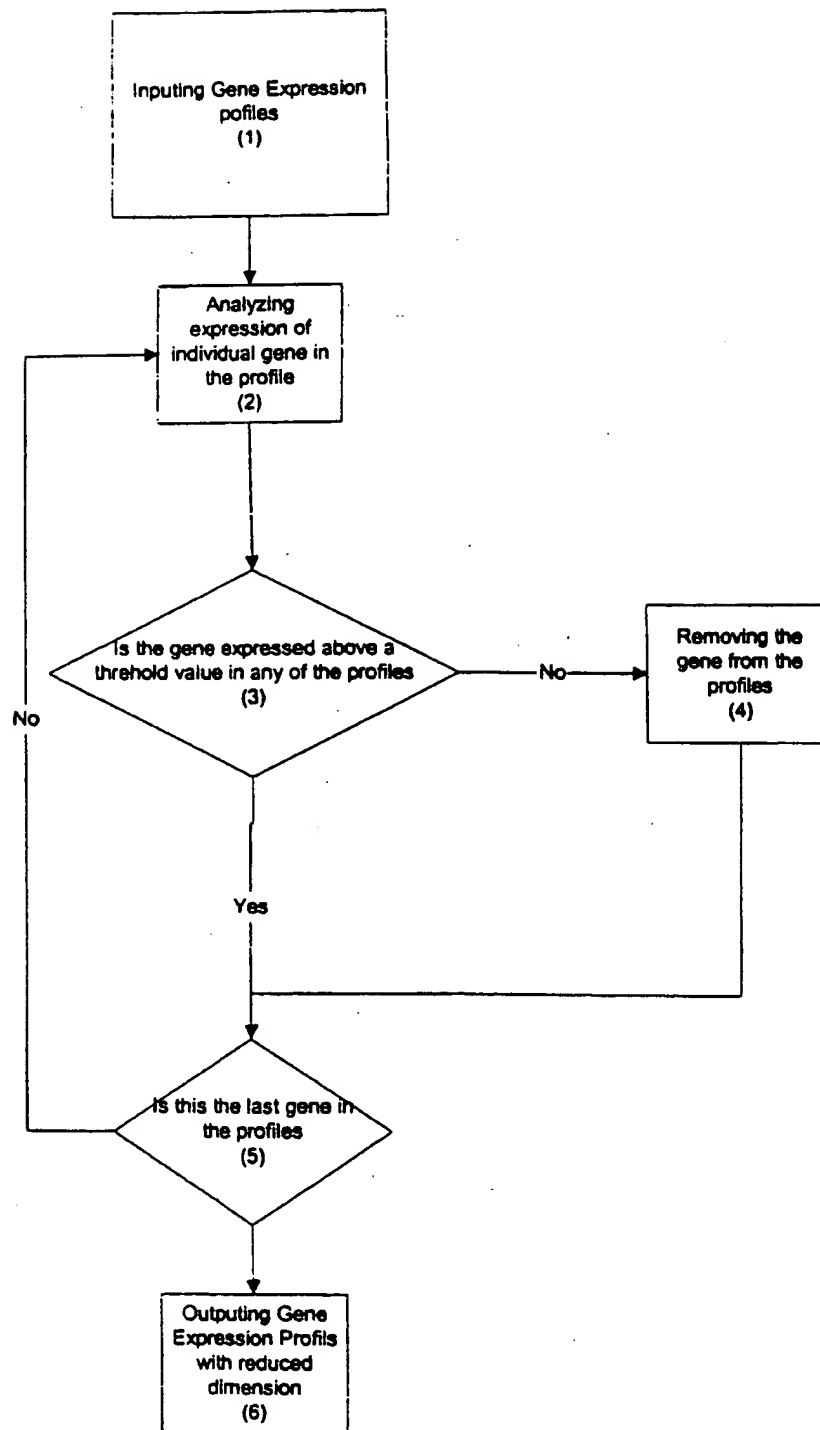 Inputing Gene Expression
pofiles
(1)
Analyzing
expression of
individual gene in
the profile
(2)
Is the gene expressed above a
threhold value in any of the profiles
(3)
No
Removing the
gene from the
profiles
(4)
No
Yes
Is this the last gene in
the profiles
(5)
Outputing Gene
Expression Profils
with reduced
dimension
(6)